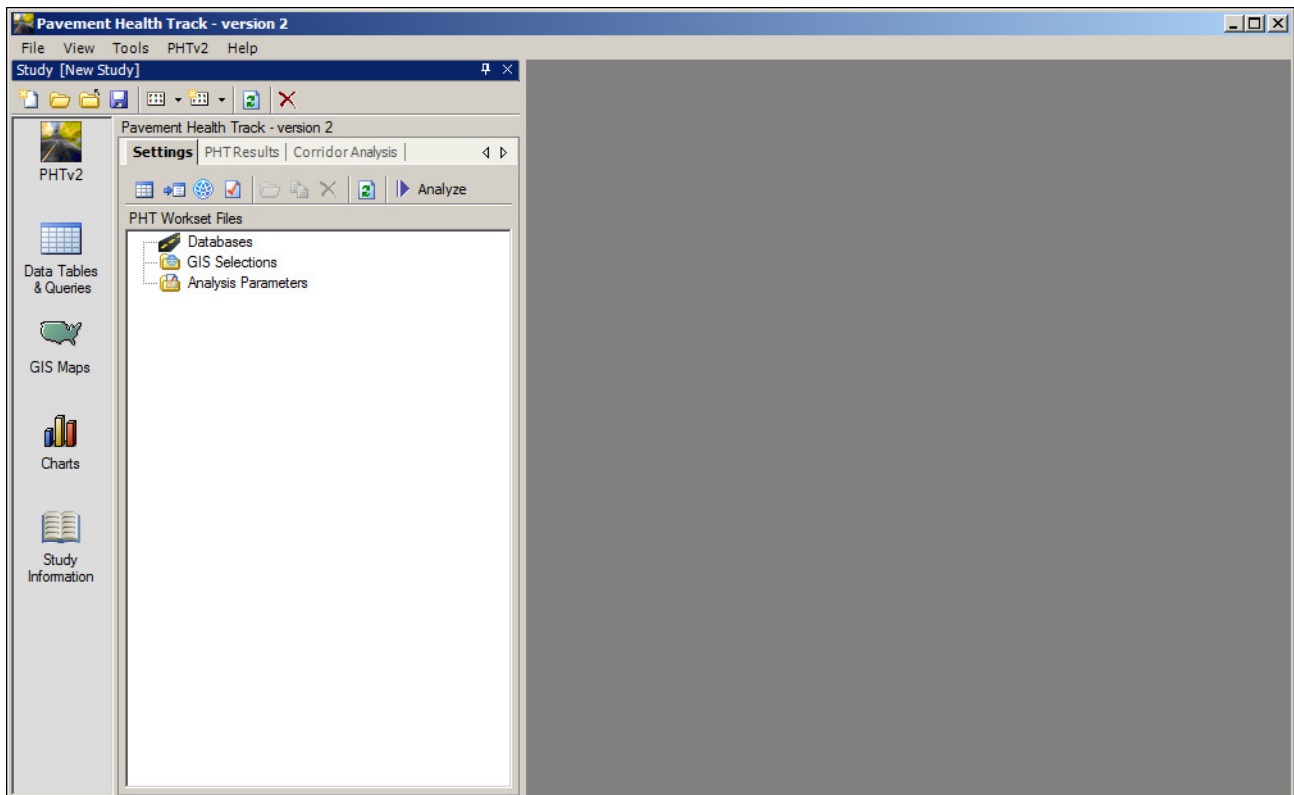 Pavement Health Track - version 2
File View Tools PHTv2 Help
Study [New Study]
Pavement Health Track - version 2
Settings PHT Results Corridor Analysis
Analyze
PHT Workset Files
Databases
GIS Selections
Analysis Parameters
PHTv2
Data Tables
& Queries
GIS Maps
Charts
Study
Information